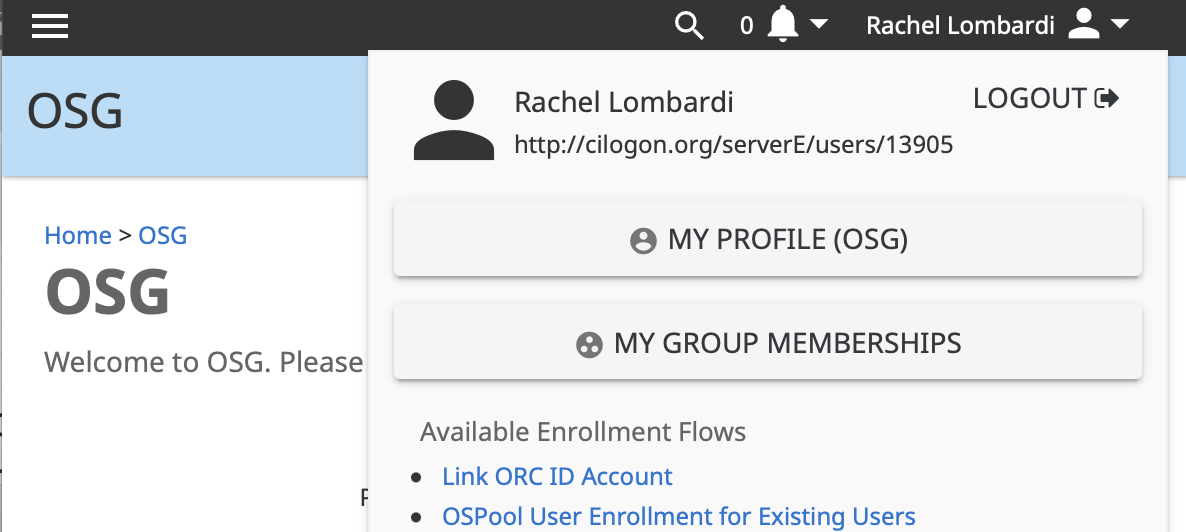 0 Rachel Lombardi
OSG
Rachel Lombardi
LOGOUT
http://cilogon.org/serverE/users/13905
Home > OSG
OSG
Welcome to OSG. Please
MY PROFILE (OSG)
MY GROUP MEMBERSHIPS
Available Enrollment Flows
Link ORC ID Account
OSPool User Enrollment for Existing Users